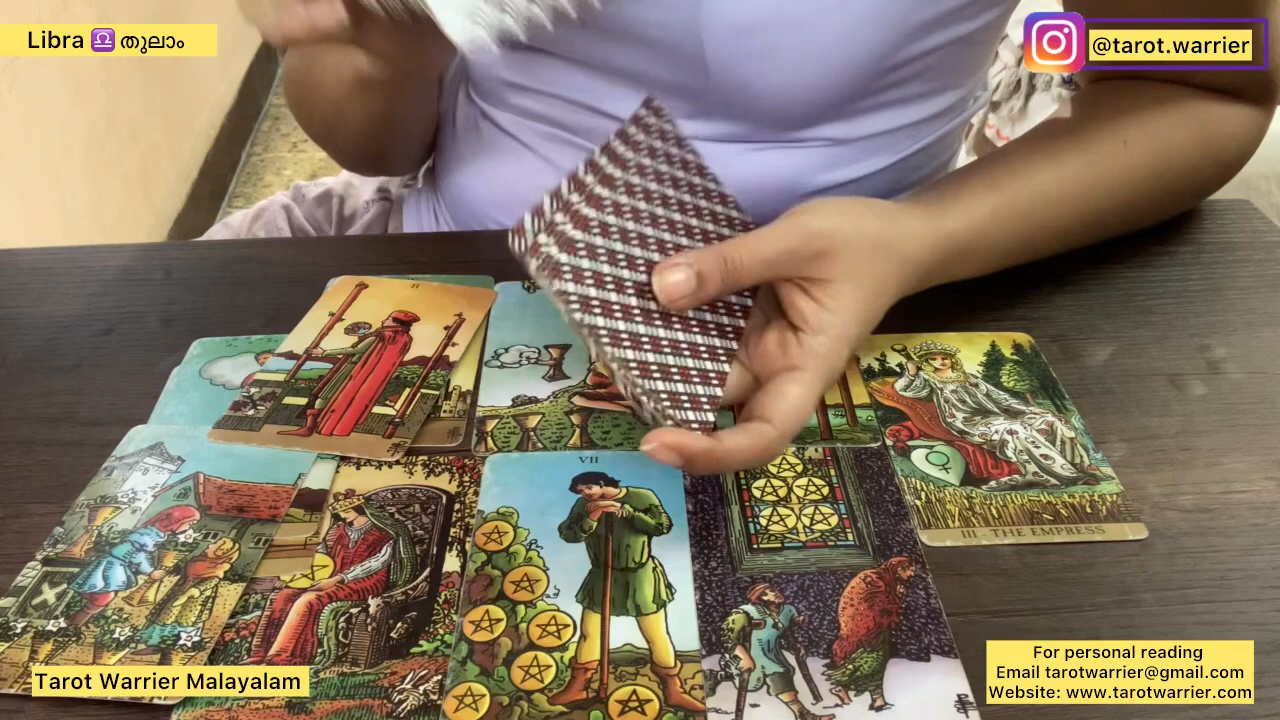 Libra ♎ തുലാം
@tarot.warrier
II
VII
III - THE EMPRESS
Tarot Warrier Malayalam
For personal reading
Email tarotwarrier@gmail.com
Website: www.tarotwarrier.com